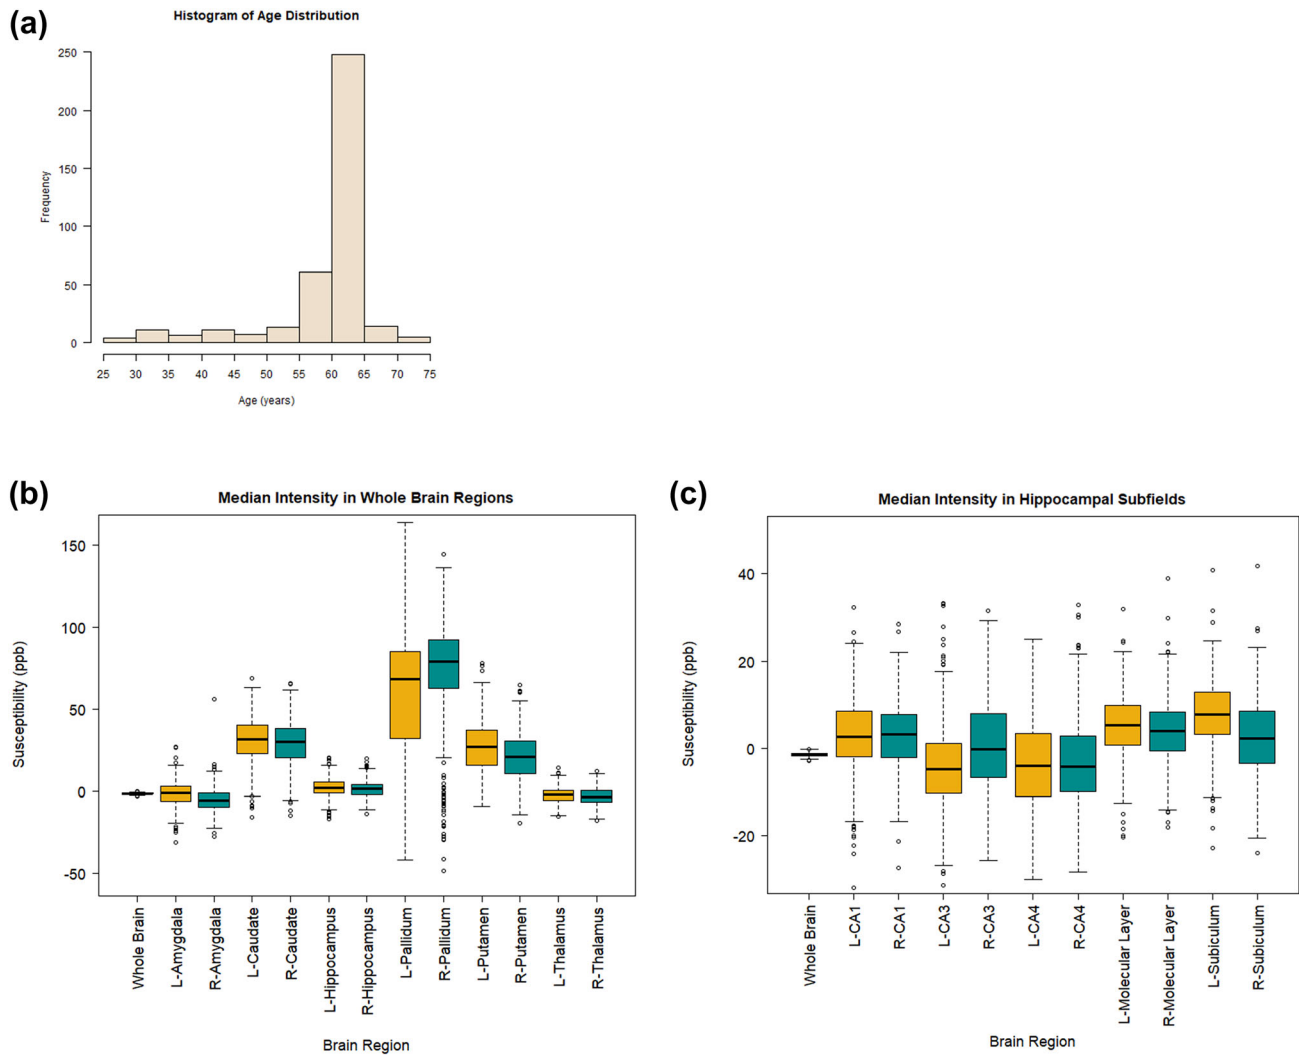 (a)
Histogram of Age Distribution
Frequency
250
200
150
100
50
0
25 30 35 40 45 50 55 60 65 70 75
Age (years)
(b)
Median Intensity in Whole Brain Regions
Susceptibility (ppb)
150
100
50
0
-50
Whole Brain
L-Amygdala
R-Amygdala
L-Caudate
R-Caudate
L-Hippocampus
R-Hippocampus
L-Pallidum
R-Pallidum
L-Putamen
R-Putamen
L-Thalamus
R-Thalamus
Brain Region
(c)
Median Intensity in Hippocampal Subfields
Susceptibility (ppb)
40
20
0
-20
Whole Brain
L-CA1
R-CA1
L-CA3
R-CA3
L-CA4
R-CA4
L-Molecular Layer
R-Molecular Layer
L-Subiculum
R-Subiculum
Brain Region